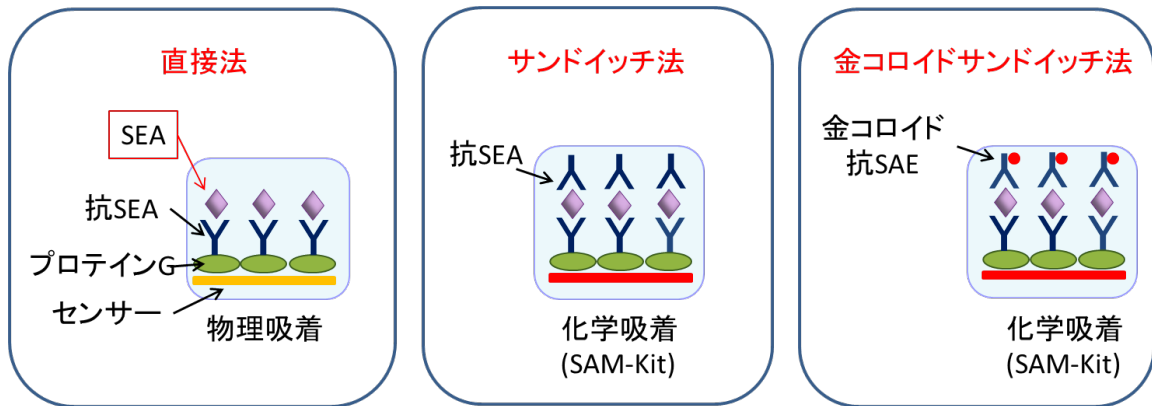 直接法
SEA
抗SEA
プロテインG
センサー
物理吸着
サンドイッチ法
抗SEA
化学吸着
(SAM-Kit)
金コロイドサンドイッチ法
金コロイド
抗SAE
化学吸着
(SAM-Kit)